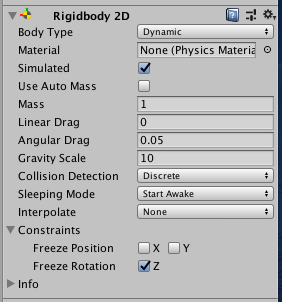 Rigidbody 2D
Body Type Dynamic
Material None (Physics Materia
Simulated
Use Auto Mass
Mass 1
Linear Drag 0
Angular Drag 0.05
Gravity Scale 10
Collision Detection Discrete
Sleeping Mode Start Awake
Interpolate None
Constraints
Freeze Position X Y
Freeze Rotation Z
Info